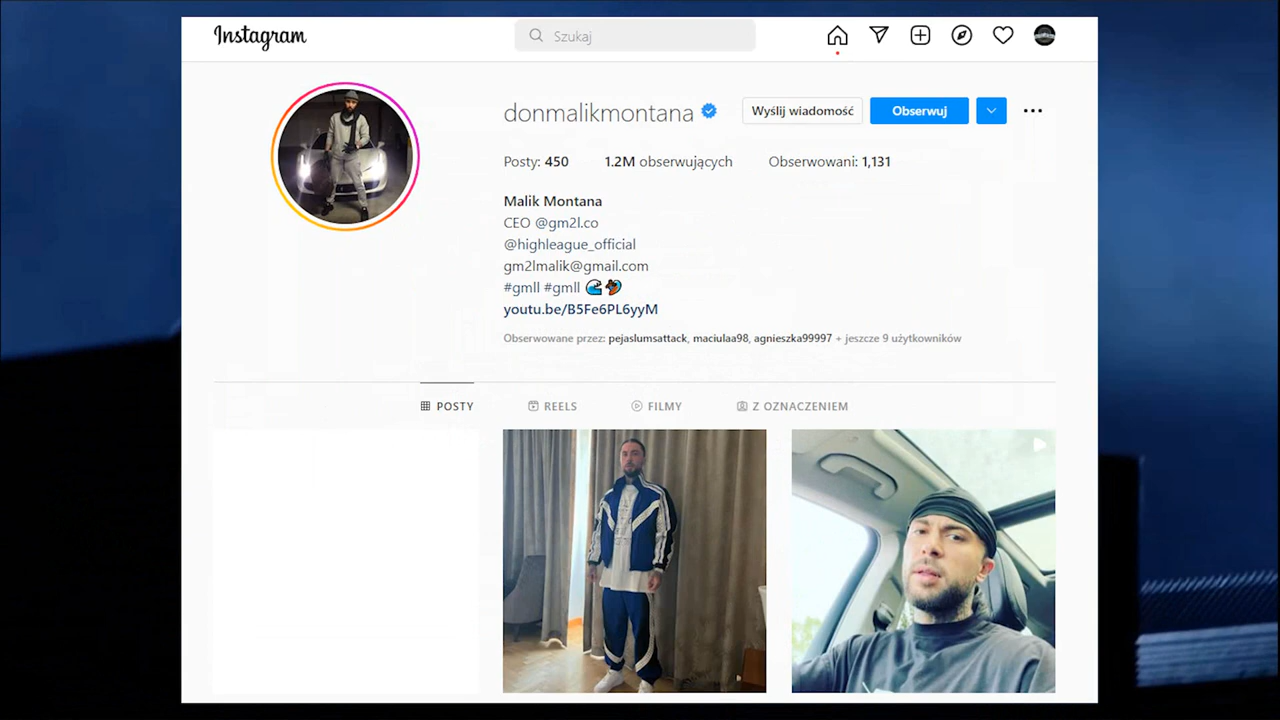 Instagram
Szukaj
donmalikmontana
Wyślij wiadomość
Obserwuj
Posty: 450 1.2M obserwujących Obserwowani: 1,131
Malik Montana
CEO @gm2l.co
@highleague_official
gm2lmalik@gmail.com
#gmll #gmll 🌊🏄
youtu.be/B5Fe6PL6yyM
Obserwowane przez: pejaslumsattack, maciulaa98, agnieszka99997 + jeszcze 9 użytkowników
POSTY REELS FILMY Z OZNACZENIEM